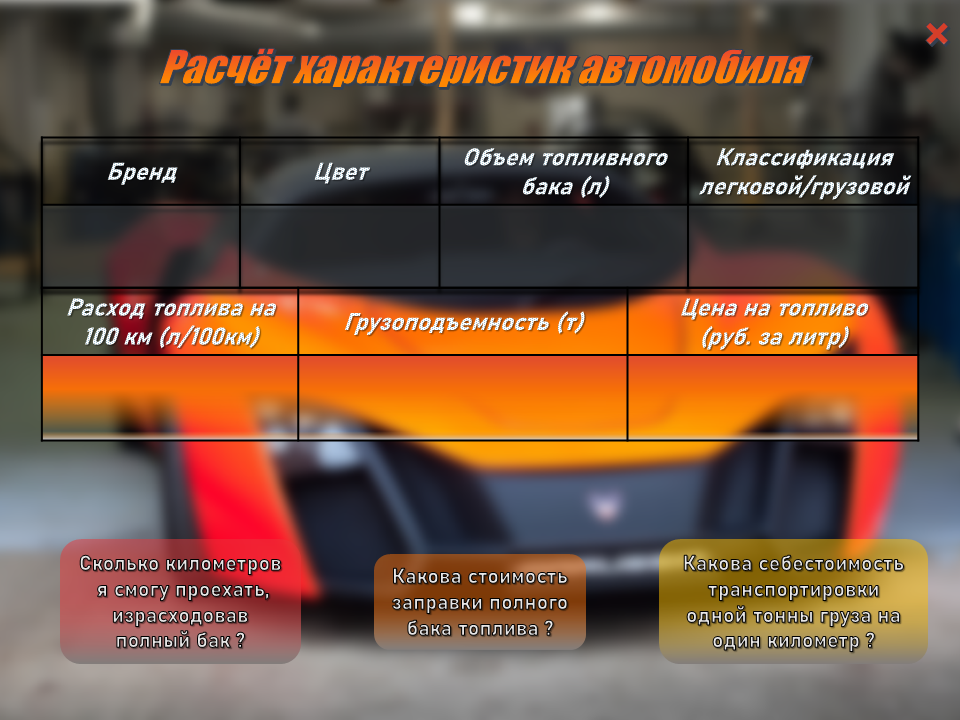 Расчёт характеристик автомобиля
Бренд
Цвет
Объем топливного
бака (л)
Классификация
легковой/грузовой
Расход топлива на
100 км (л/100км)
Грузоподъемность (т)
Цена на топливо
(руб. за литр)
Сколько километров
я смогу проехать,
израсходовав
полный бак ?
Какова стоимость
заправки полного
бака топлива ?
Какова себестоимость
транспортировки
одной тонны груза на
один километр ?